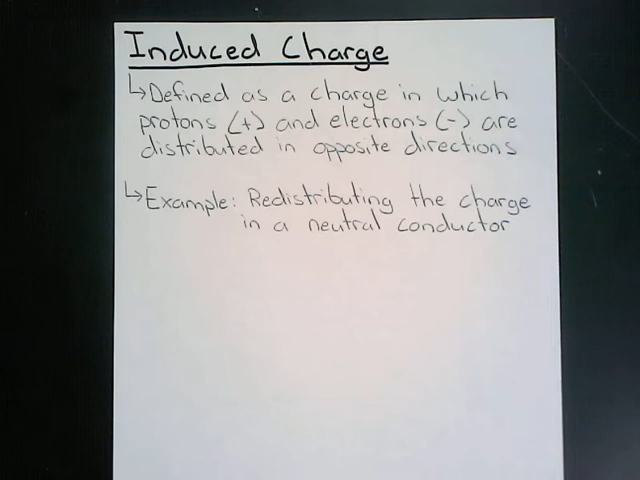 Induced Charge
↳Defined as a charge in which
protons (+) and electrons (-) are
distributed in opposite directions
↳Example: Redistributing the charge
in a neutral conductor